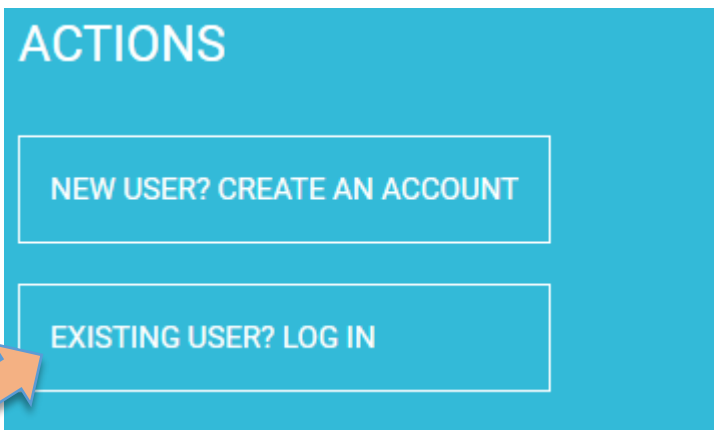 ACTIONS
NEW USER? CREATE AN ACCOUNT
EXISTING USER? LOG IN